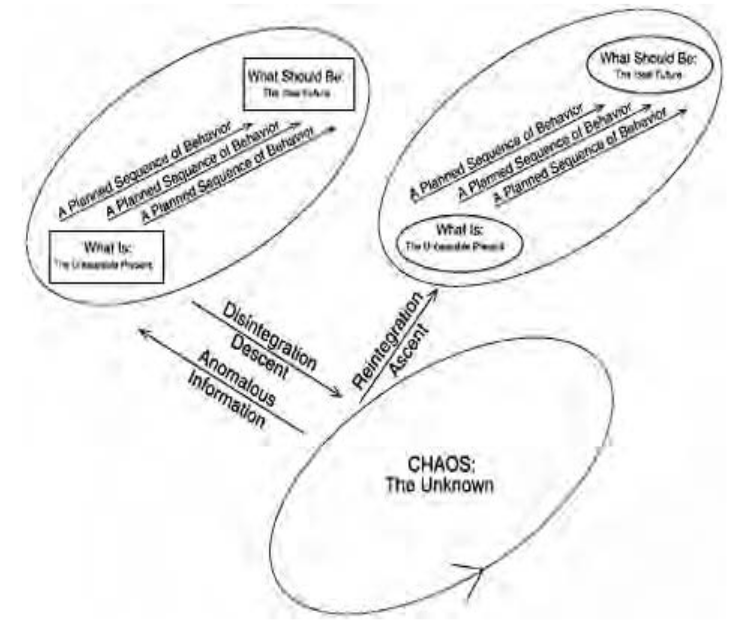 What Should Be:
The Ideal Future
A Planned Sequence of Behavior
A Planned Sequence of Behavior
A Planned Sequence of Behavior
What Is:
The Unbearable Present
What Should Be:
The Ideal Future
A Planned Sequence of Behavior
A Planned Sequence of Behavior
A Planned Sequence of Behavior
What Is:
The Unbearable Present
Disintegration
Descent
Anomalous
Information
Reintegration
Ascent
CHAOS:
The Unknown